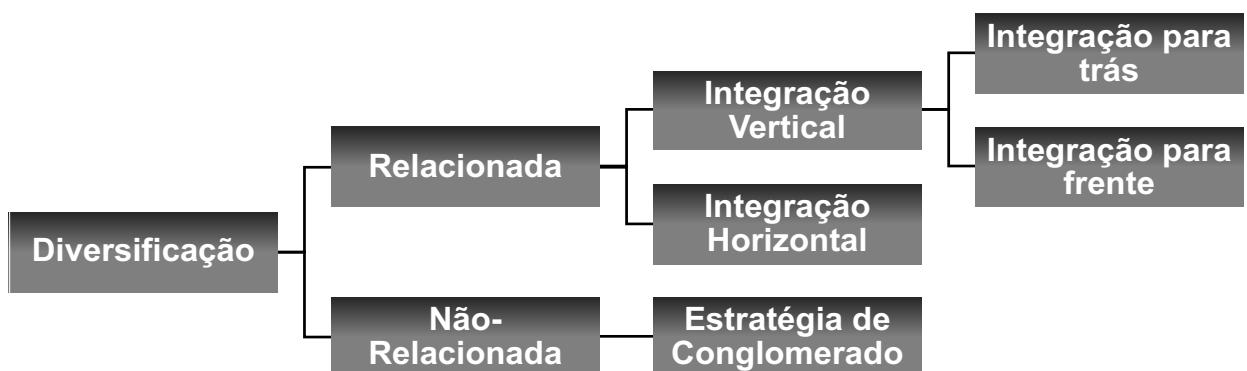 Diversificação
Relacionada
Não-
Relacionada
Integração
Vertical
Integração
Horizontal
Estratégia de
Conglomerado
Integração para
trás
Integração para
frente